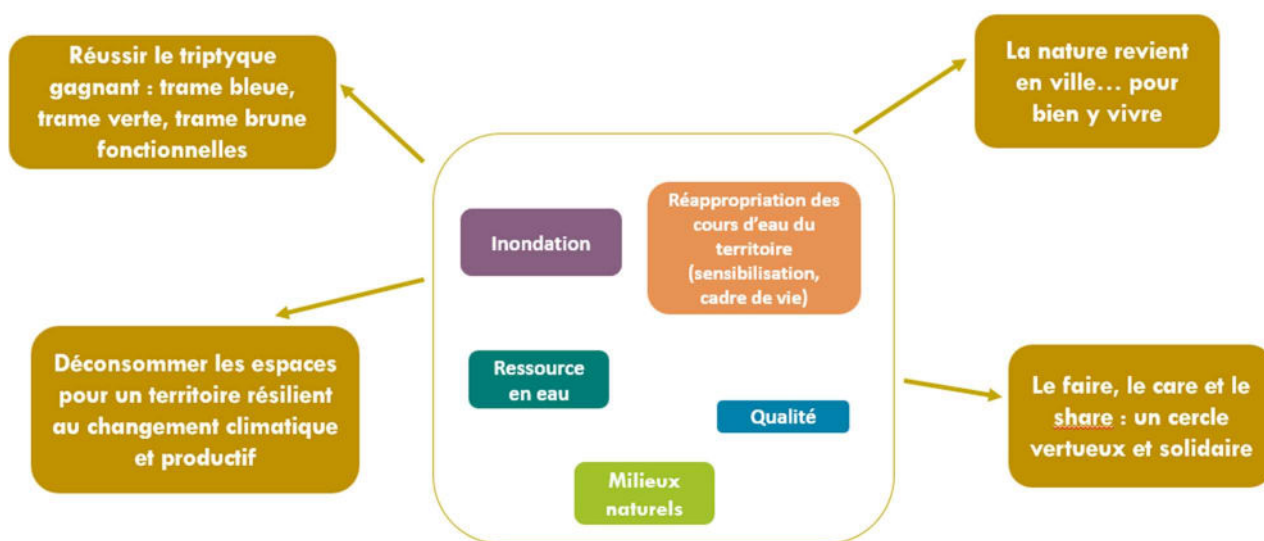 Réussir le triptyque
gagnant : trame bleue,
trame verte, trame brune
fonctionnelles
La nature revient
en ville... pour
bien y vivre
Inondation
Réappropriation des
cours d'eau du
territoire
(sensibilisation,
cadre de vie)
Déconsommer les espaces
pour un territoire résilient
au changement climatique
et productif
Ressource
en eau
Qualité
Le faire, le care et le
share : un cercle
vertueux et solidaire
Milieux
naturels